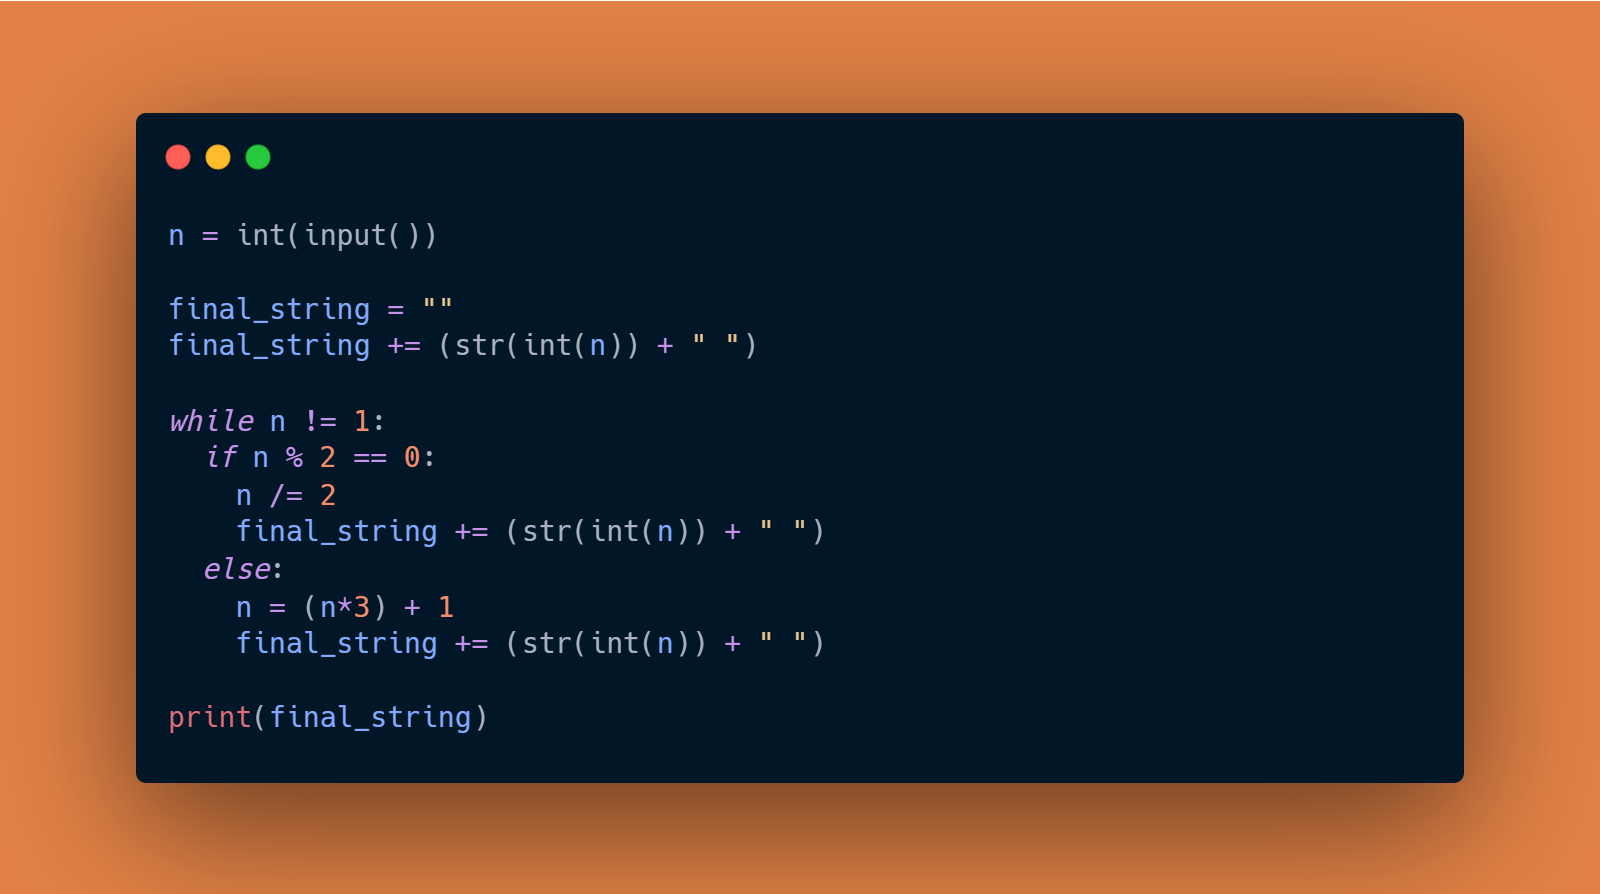 n = int(input())

final_string = ""
final_string += (str(int(n)) + " ")

while n != 1:
  if n % 2 == 0:
    n /= 2
    final_string += (str(int(n)) + " ")
  else:
    n = (n*3) + 1
    final_string += (str(int(n)) + " ")

print(final_string)